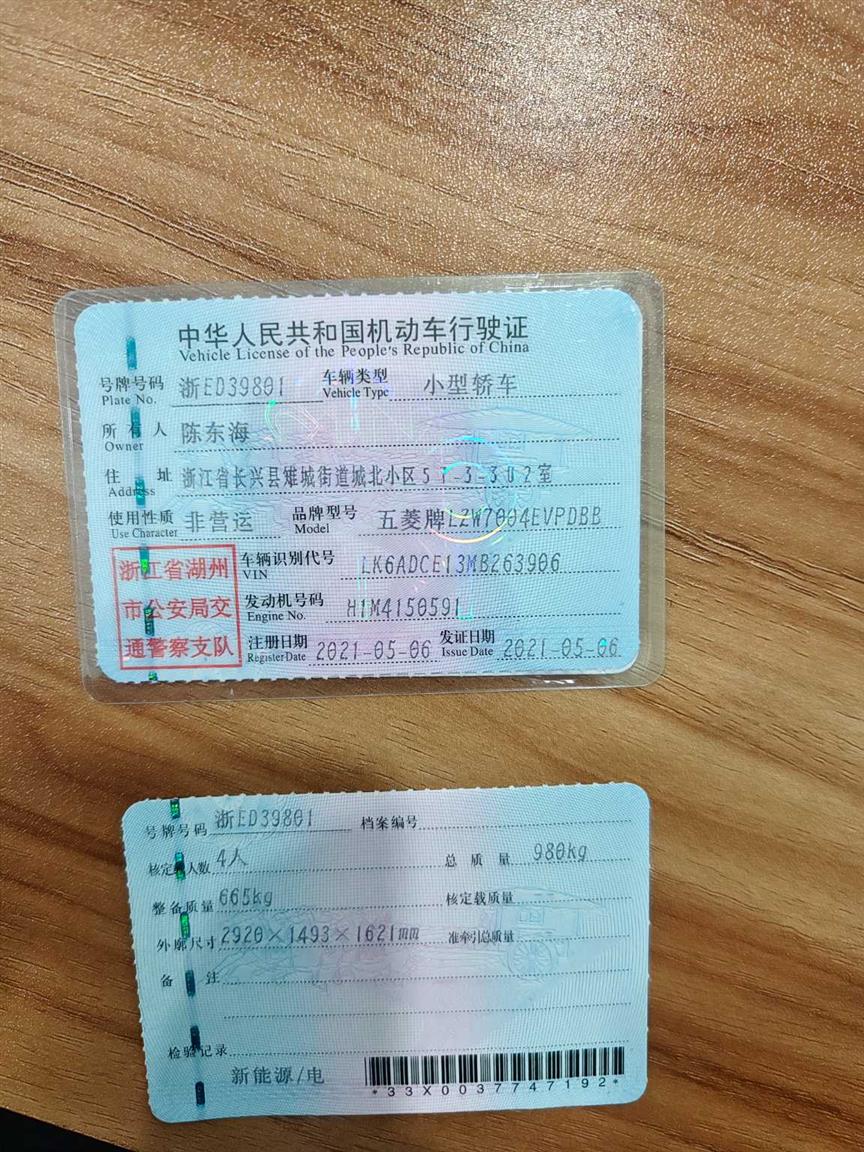 中华人民共和国机动车行驶证
Vehicle License of the People's Republic of China
号牌号码 浙ED39801 车辆类型 小型轿车
Plate No. Vehicle Type
所有人 陈东海
Owner
住址 浙江省长兴县雉城街道城北小区57-3-302室
Address
使用性质 非营运 品牌型号 五菱牌LZW7004EVPDBB
Use Character Model
浙江省湖州
市公安局交
通警察支队
车辆识别代号 LK6ADCE13MB263906
VIN
发动机号码 H1M4150591
Engine No.
注册日期 2021-05-06 发证日期 2021-05-06
Register Date Issue Date
号牌号码 浙ED39801 档案编号
核定载人数 4人 总质量 980kg
整备质量 665kg 核定载质量
外廓尺寸 2920×1493×1621mm 准牵引总质量
备注
检验记录
新能源/电
*33X0037747192*